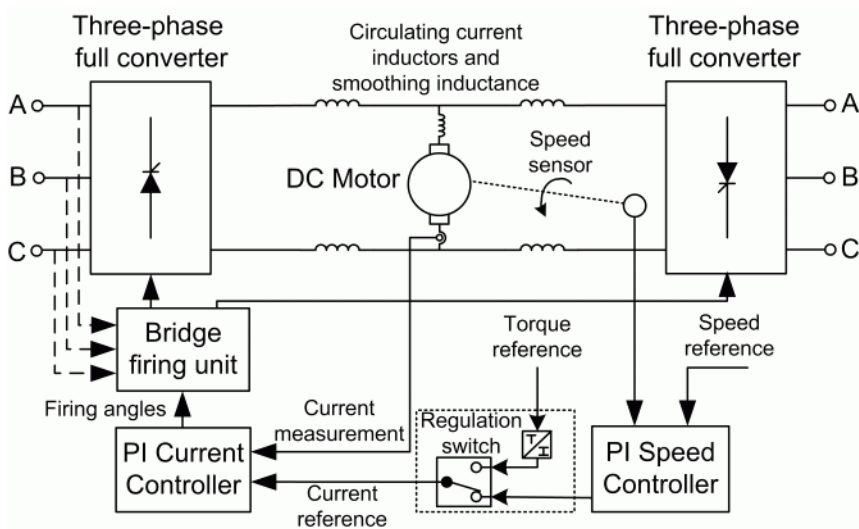 Three-phase
full converter
Circulating current
inductors and
smoothing inductance
Three-phase
full converter
A
B
C
A
B
C
DC Motor
Speed
sensor
Bridge
firing unit
Torque
reference
Speed
reference
Firing angles
Current
measurement
Regulation
switch
T
I
PI Current
Controller
Current
reference
PI Speed
Controller